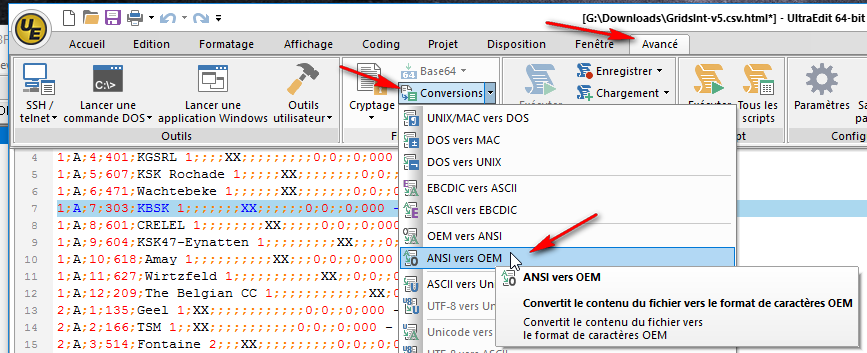 UE
[G:\Downloads\GridsInt-v5.csv.html*] - UltraEdit 64-bit
Accueil Edition Formatage Affichage Coding Projet Disposition Fenêtre Avancé
SSH / telnet
Lancer une commande DOS
Lancer une application Windows
Outils utilisateur
Outils
Cryptage
Base64
64
Conversions
Enregistrer
Chargement
Tous les scripts
Paramètres
Config
UNIX/MAC vers DOS
DOS vers MAC
DOS vers UNIX
EBCDIC vers ASCII
ASCII vers EBCDIC
OEM vers ANSI
ANSI vers OEM
ASCII vers Uni
UTF-8 vers Un
Unicode vers
ANSI vers OEM
Convertit le contenu du fichier vers le format de caractères OEM
Convertit le contenu du fichier vers
le format de caractères OEM
4 1;A;4;401;KGSRL 1;;;;XX;;;;;;;;;0;0;;0;000 -
5 1;A;5;607;KSK Rochade 1;;;;;XX;;;;;;;;0;0;;0
6 1;A;6;471;Wachtebeke 1;;;;;;XX;;;;;;;0;0;;0;
7 1;A;7;303;KBSK 1;;;;;;;XX;;;;;;0;0;;0;000 -
8 1;A;8;601;CRELEL 1;;;;;;;;XX;;;;;0;0;;0;000
9 1;A;9;604;KSK47-Eynatten 1;;;;;;;;;XX;;;;0
10 1;A;10;618;Amay 1;;;;;;;;;;XX;;;0;0;;0;000
11 1;A;11;627;Wirtzfeld 1;;;;;;;;;;;XX;;0;0;;
12 1;A;12;209;The Belgian CC 1;;;;;;;;;;;;XX;0
13 2;A;1;135;Geel 1;XX;;;;;;;;;;;;0;0;;0;000 -
14 2;A;2;166;TSM 1;;XX;;;;;;;;;;;0;0;;0;000 -
15 2;A;3;514;Fontaine 2;;;XX;;;;;;;;;;0;0;;0;0